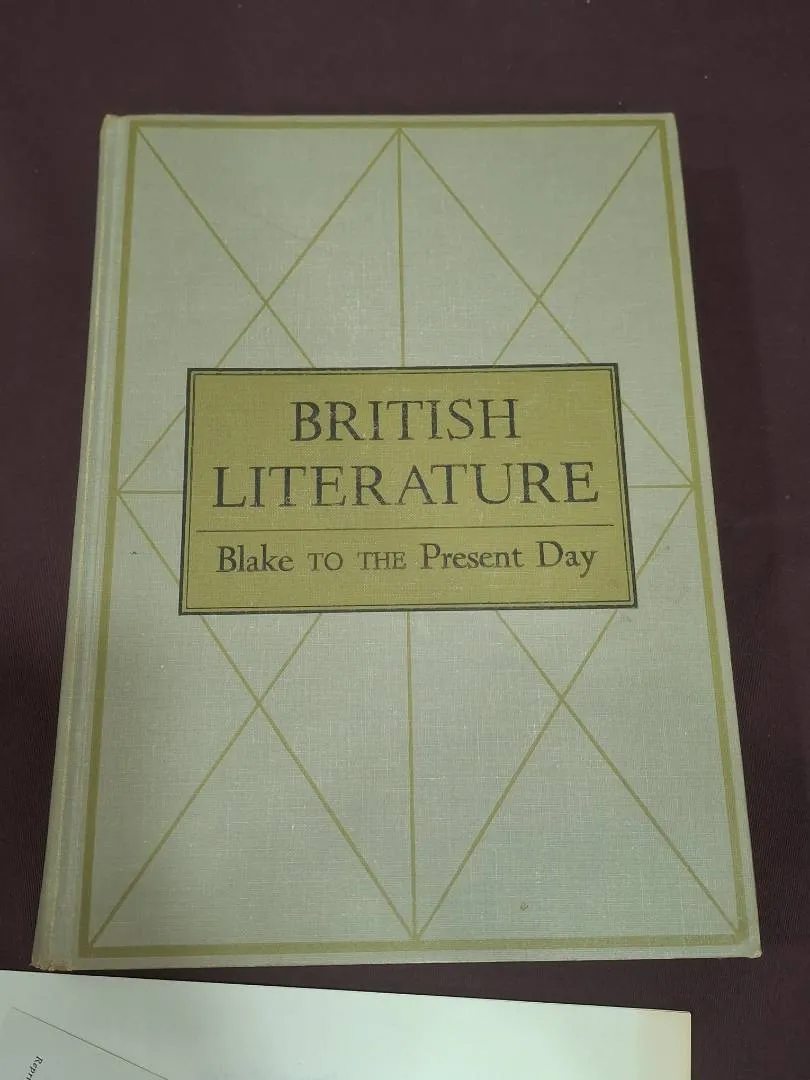 BRITISH
LITERATURE
Blake TO THE Present Day